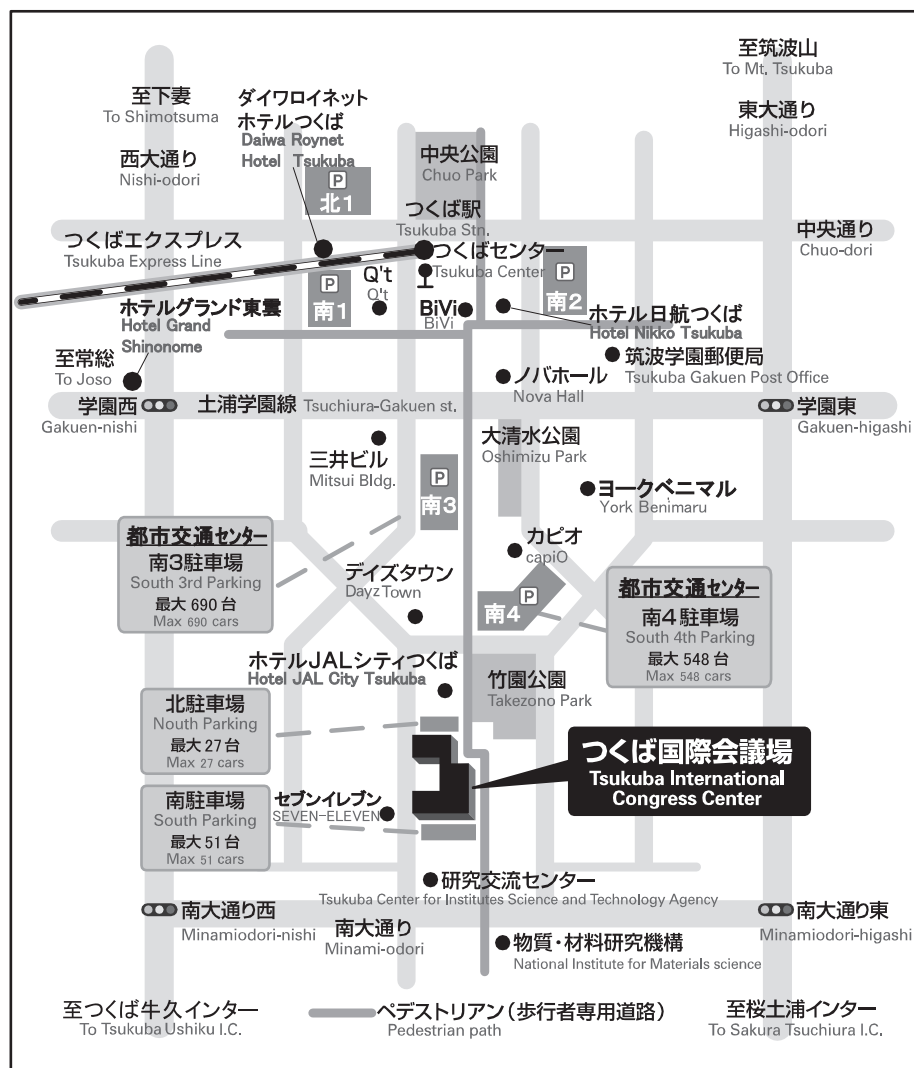 至筑波山
To Mt. Tsukuba
至下妻
To Shimotsuma
ダイワロイネット
ホテルつくば
Daiwa Roynet
Hotel Tsukuba
東大通り
Higashi-odori
西大通り
Nishi-odori
中央公園
Chuo Park
P
北1
つくば駅
Tsukuba Stn.
中央通り
Chuo-dori
つくばエクスプレス
Tsukuba Express Line
つくばセンター
Tsukuba Center
P
南1
Q't
Q't
BiVi
BiVi
P
南2
ホテル日航つくば
Hotel Nikko Tsukuba
ホテルグランド東雲
Hotel Grand
Shinonome
筑波学園郵便局
Tsukuba Gakuen Post Office
至常総
To Joso
ノバホール
Nova Hall
学園西
Gakuen-nishi
土浦学園線 Tsuchiura-Gakuen st.
学園東
Gakuen-higashi
三井ビル
Mitsui Bldg.
大清水公園
Oshimizu Park
P
南3
ヨークベニマル
York Benimaru
都市交通センター
南3駐車場
South 3rd Parking
最大 690 台
Max 690 cars
カピオ
capiO
デイズタウン
Dayz Town
P
南4
都市交通センター
南4駐車場
South 4th Parking
最大 548 台
Max 548 cars
ホテルJALシティつくば
Hotel JAL City Tsukuba
竹園公園
Takezono Park
北駐車場
Nouth Parking
最大 27 台
Max 27 cars
つくば国際会議場
Tsukuba International
Congress Center
南駐車場
South Parking
最大 51 台
Max 51 cars
セブンイレブン
SEVEN-ELEVEN
研究交流センター
Tsukuba Center for Institutes Science and Technology Agency
南大通り西
Minamiodori-nishi
南大通り
Minami-odori
南大通り東
Minamiodori-higashi
物質・材料研究機構
National Institute for Materials science
至つくば牛久インター
To Tsukuba Ushiku I.C.
ペデストリアン(歩行者専用道路)
Pedestrian path
至桜土浦インター
To Sakura Tsuchiura I.C.